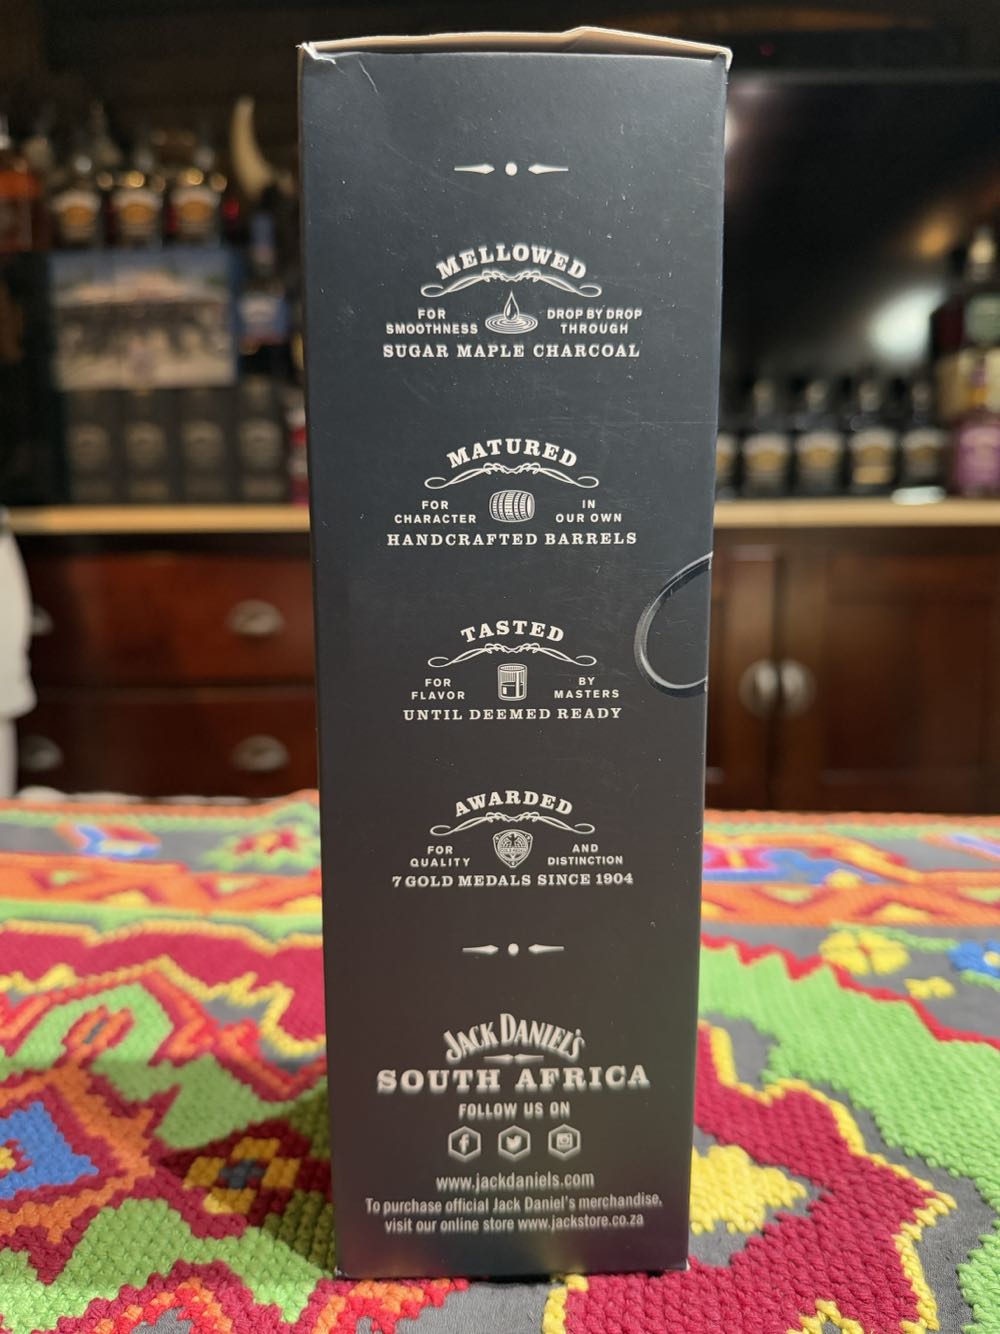 MELLOWED
FOR SMOOTHNESS DROP BY DROP THROUGH
SUGAR MAPLE CHARCOAL
MATURED
FOR CHARACTER IN OUR OWN
HANDCRAFTED BARRELS
TASTED
FOR FLAVOR BY MASTERS
UNTIL DEEMED READY
AWARDED
FOR QUALITY AND DISTINCTION
7 GOLD MEDALS SINCE 1904
JACK DANIEL'S
SOUTH AFRICA
FOLLOW US ON
www.jackdaniels.com
To purchase official Jack Daniel's merchandise,
visit our online store www.jackstore.co.za